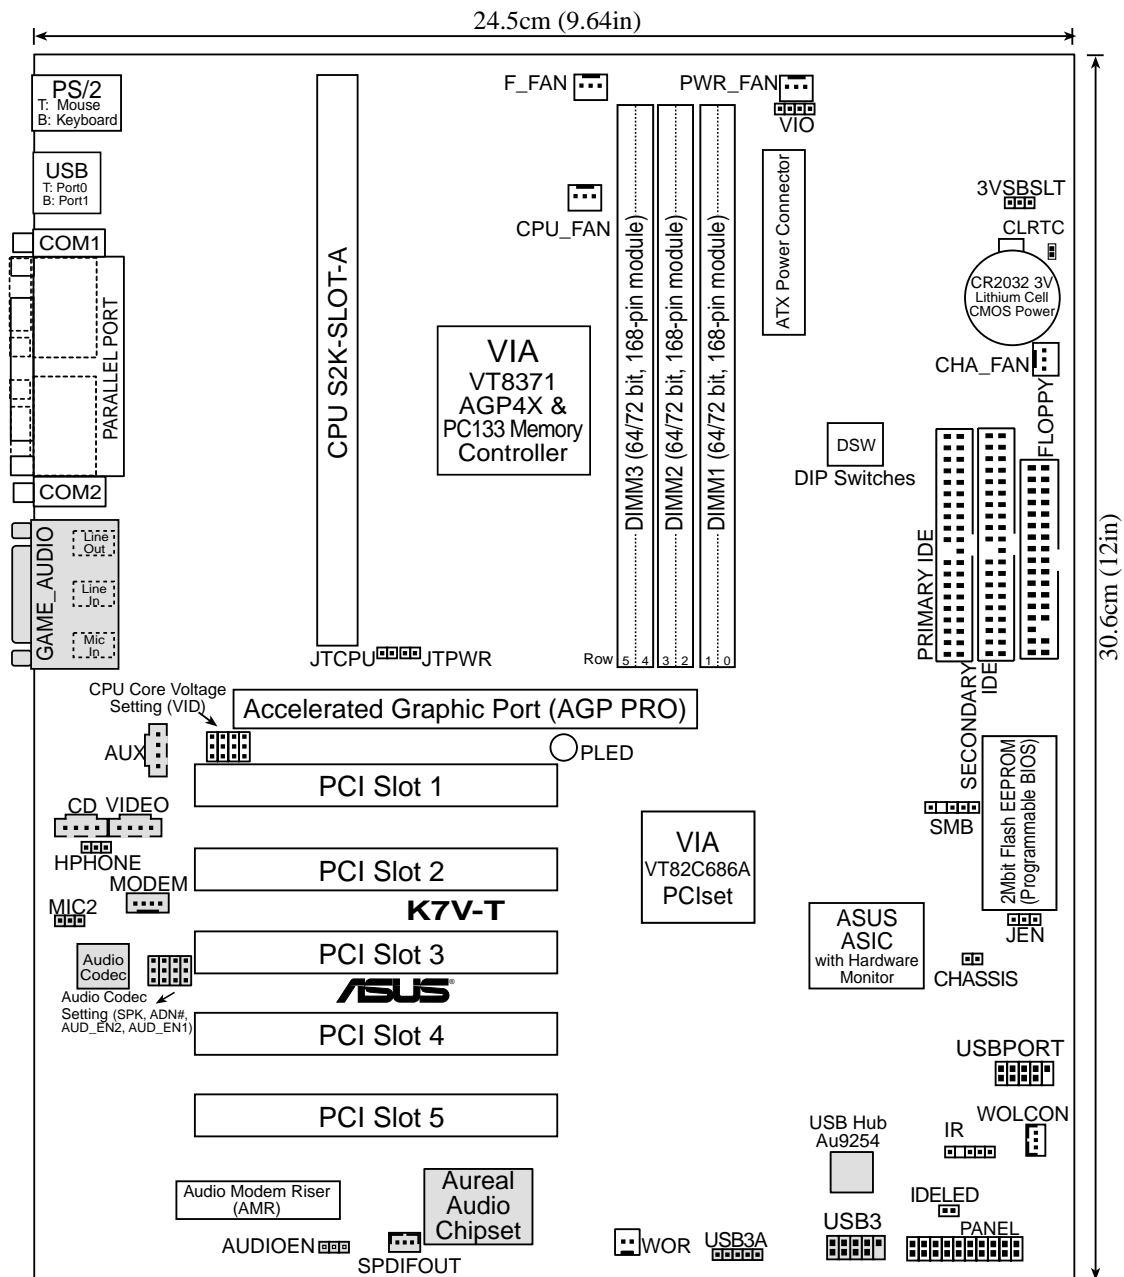 24.5cm (9.64in)
PS/2
T: Mouse
B: Keyboard
F_FAN
PWR_FAN
VIO
USB
T: Port0
B: Port1
CPU_FAN
3VSBSLT
CLRTC
CR2032 3V
Lithium Cell
CMOS Power
CHA_FAN
COM1
PARALLEL PORT
COM2
CPU S2K-SLOT-A
VIA
VT8371
AGP4X &
PC133 Memory
Controller
DIMM3 (64/72 bit, 168-pin module)
DIMM2 (64/72 bit, 168-pin module)
DIMM1 (64/72 bit, 168-pin module)
ATX Power Connector
DSW
DIP Switches
FLOPPY
PRIMARY IDE
SECONDARY
IDE
30.6cm (12in)
GAME_AUDIO
Line
Out
Line
In
Mic
In
JTCPU
JTPWR
Row
5 4
3 2
1 0
CPU Core Voltage
Setting (VID)
Accelerated Graphic Port (AGP PRO)
AUX
PLED
PCI Slot 1
CD
VIDEO
HPHONE
MODEM
MIC2
PCI Slot 2
K7V-T
VIA
VT82C686A
PCIset
SMB
2Mbit Flash EEPROM
(Programmable BIOS)
JEN
ASUS
ASIC
with Hardware
Monitor
CHASSIS
Audio
Codec
Audio Codec
Setting (SPK, ADN#,
AUD_EN2, AUD_EN1)
PCI Slot 3
ASUS®
PCI Slot 4
PCI Slot 5
USBPORT
WOLCON
IR
USB Hub
Au9254
Audio Modem Riser
(AMR)
Aureal
Audio
Chipset
IDELED
AUDIOEN
SPDIFOUT
WOR
USB3A
USB3
PANEL